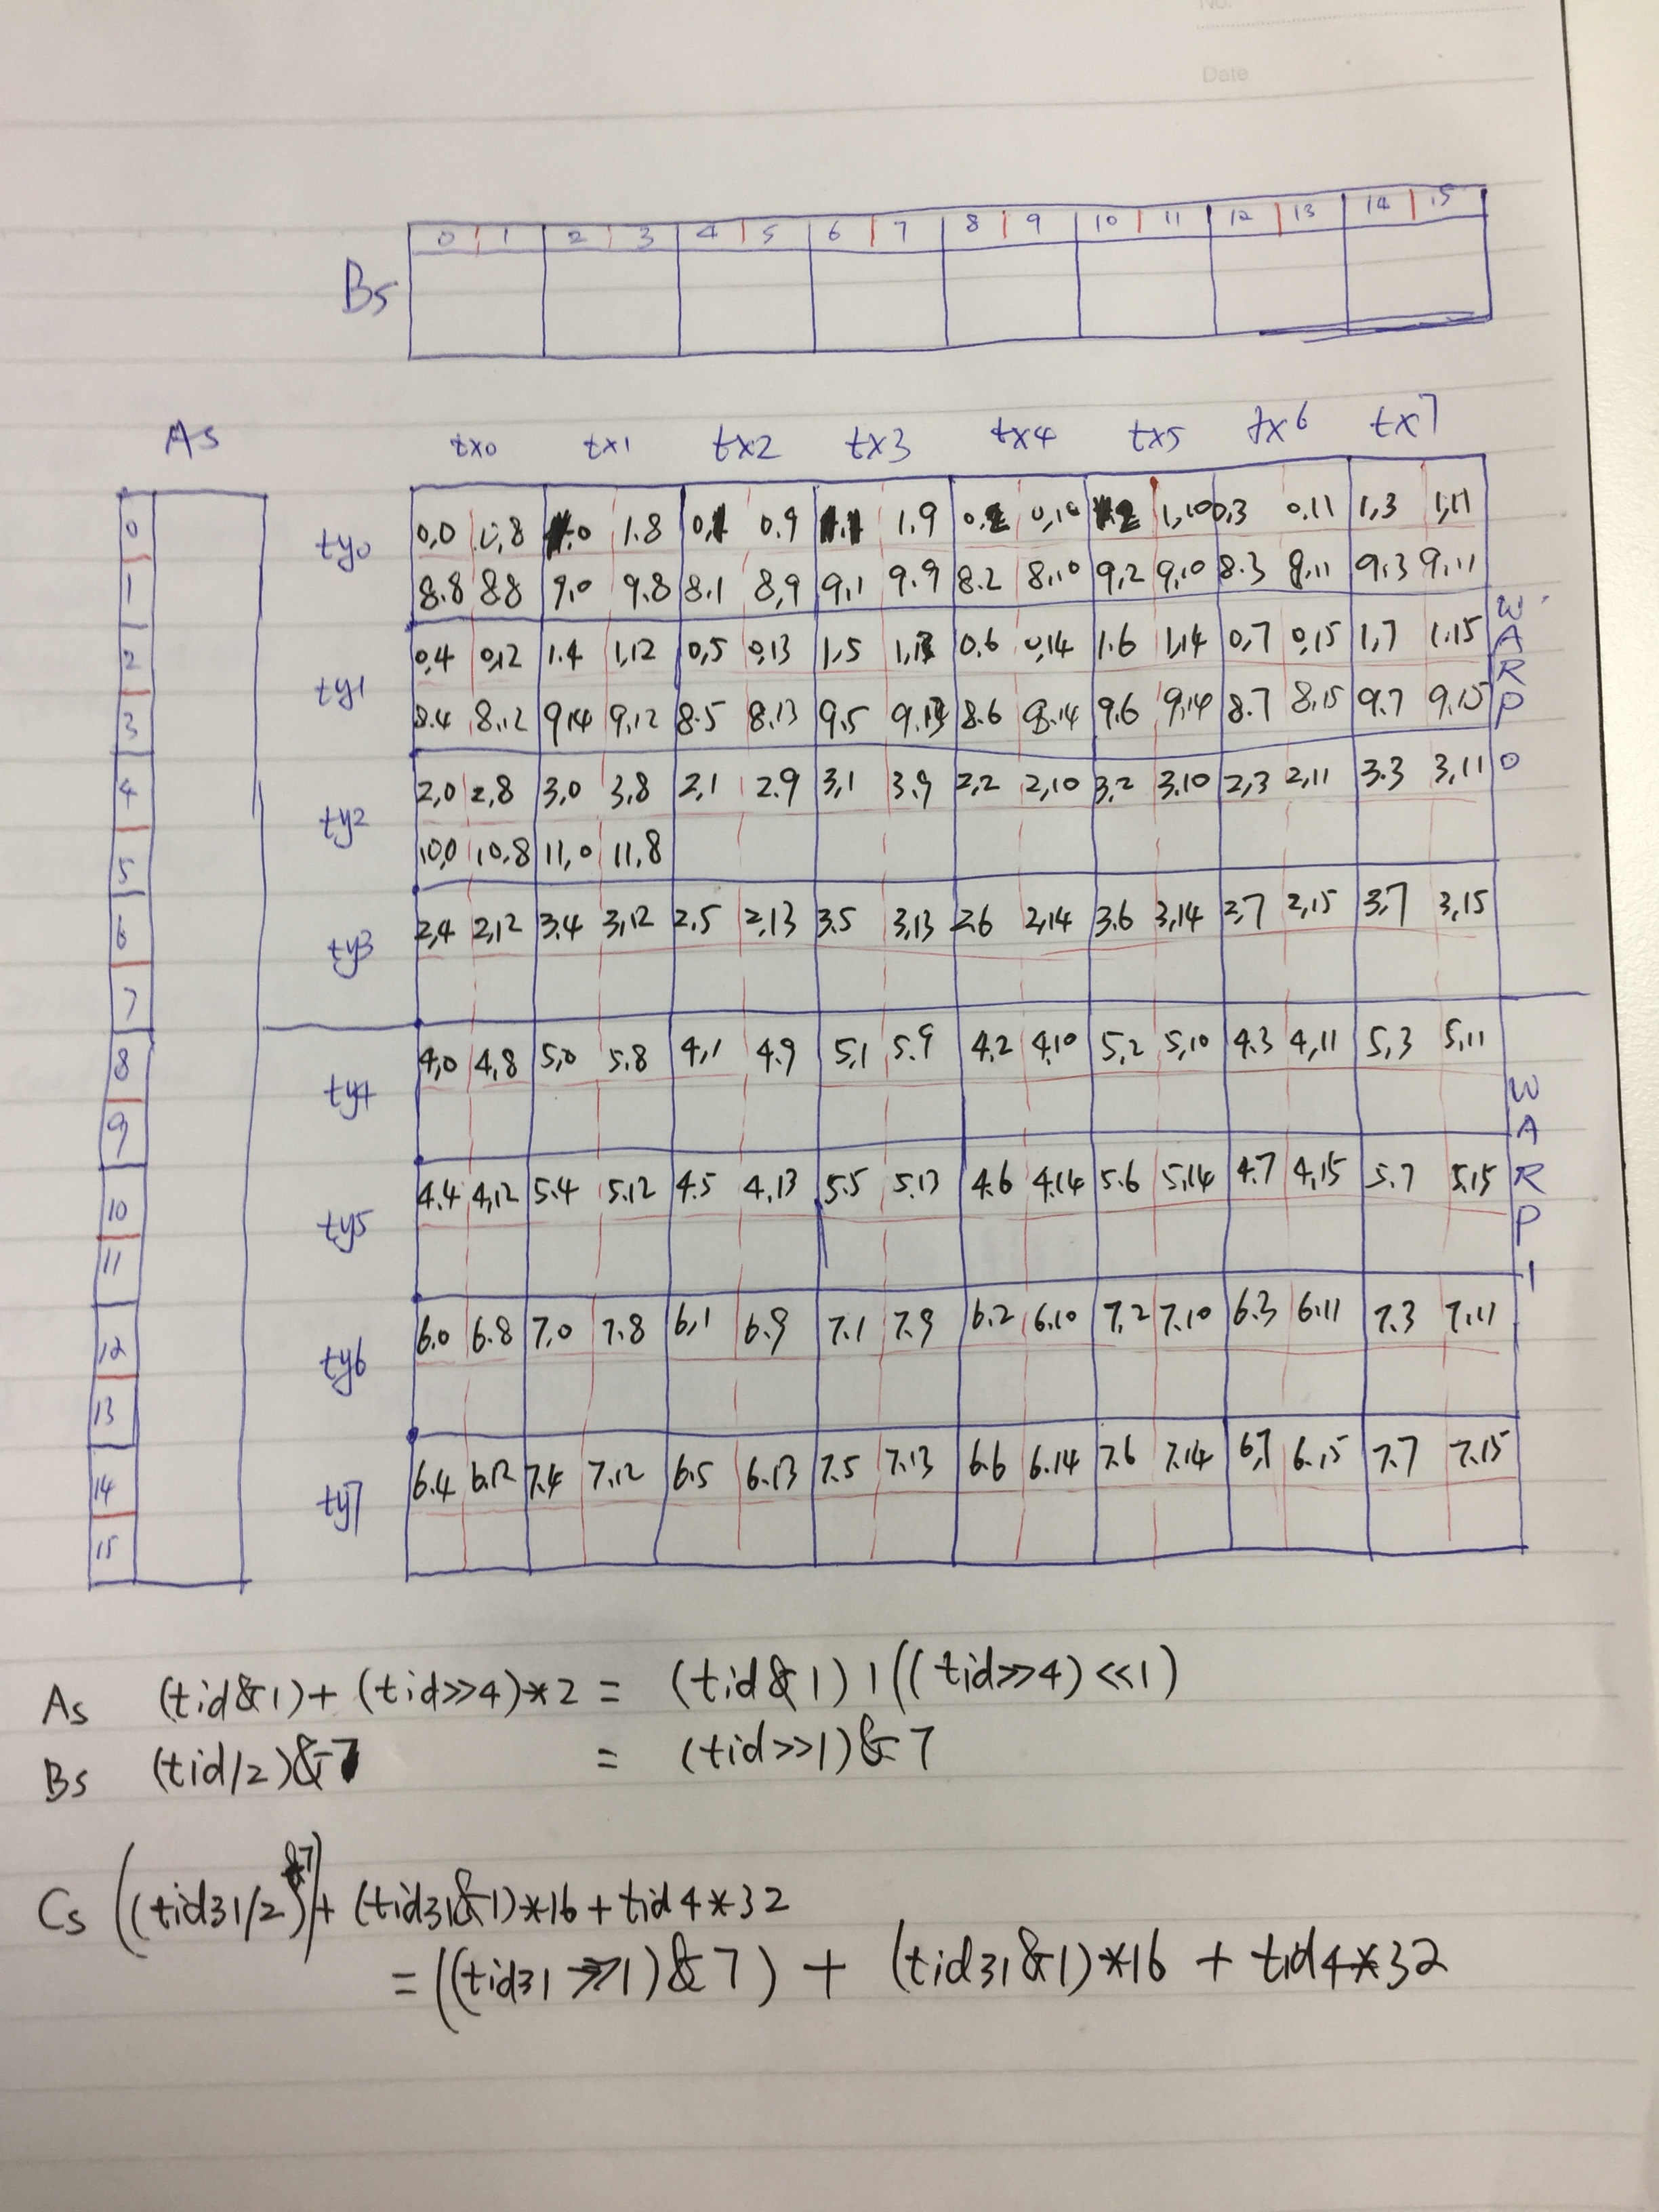 No.
Date
0 1 2 3 4 5 6 7 8 9 10 11 12 13 14 15
Bs
As
tx0 tx1 tx2 tx3 tx4 tx5 tx6 tx7
0 ty0 0,0 0,8 .0 1.8 0,1 0.9 1.1 1.9 0.2 0,10 2 1,10 0.3 0.11 1,3 1,11
1 8.8 8.8 9,0 9.8 8.1 8,9 9,1 9.9 8.2 8,10 9,2 9,10 8.3 8,11 9,3 9,11
2 ty1 0,4 0,12 1.4 1,12 0,5 0,13 1,5 1,13 0.6 0,14 1.6 1,14 0,7 0,15 1,7 1.15
3 8.4 8.12 9,4 9,12 8.5 8.13 9,5 9.13 8.6 8.14 9,6 9,14 8.7 8,15 9.7 9,15
WARP 0
4 ty2 2,0 2,8 3,0 3,8 2,1 2.9 3,1 3.9 2,2 2,10 3,2 3.10 2,3 2,11 3.3 3,11
5 10,0 10,8 11,0 11,8
6 ty3 2,4 2,12 3.4 3,12 2,5 2,13 3.5 3,13 2.6 2,14 3.6 3,14 2,7 2,15 3,7 3,15
7
8 ty4 4,0 4,8 5,0 5.8 4,1 4.9 5,1 5.9 4.2 4,10 5,2 5,10 4.3 4,11 5,3 5,11
9
10 ty5 4.4 4,12 5.4 5.12 4.5 4,13 5.5 5.13 4.6 4.14 5.6 5,14 4.7 4,15 5.7 5.15
11
WARP 1
12 ty6 6.0 6.8 7,0 7.8 6,1 6.9 7.1 7.9 6.2 6.10 7,2 7.10 6.3 6.11 7.3 7.11
13
14 ty7 6.4 6.12 7.4 7,12 6.5 6.13 7.5 7.13 6.6 6.14 7.6 7.14 6,7 6.15 7.7 7.15
15
As (tid&1)+(tid>>4)*2 = (tid&1)|((tid>>4)<<1)
Bs (tid/2)&7 = (tid>>1)&7
Cs ((tid31/2)&7)+(tid31&1)*16+tid4*32
=((tid31>>1)&7) + (tid31&1)*16 + tid4*32